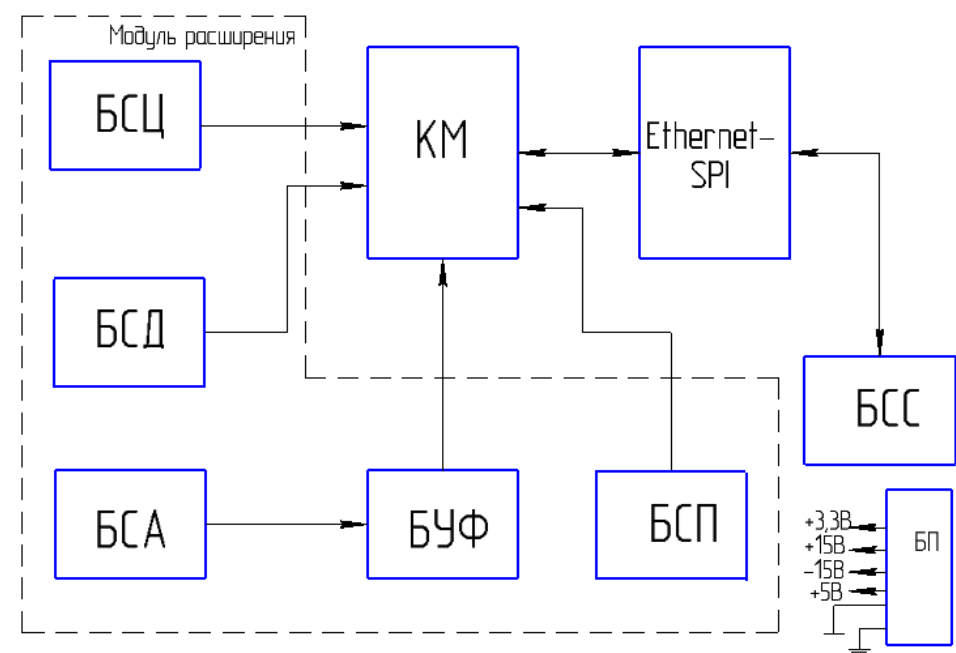 Модуль расширения
БСЦ
КМ
Ethernet-
SPI
БСД
БСС
БСА
БУФ
БСП
+3,3В
+15В
-15В
+5В
БП